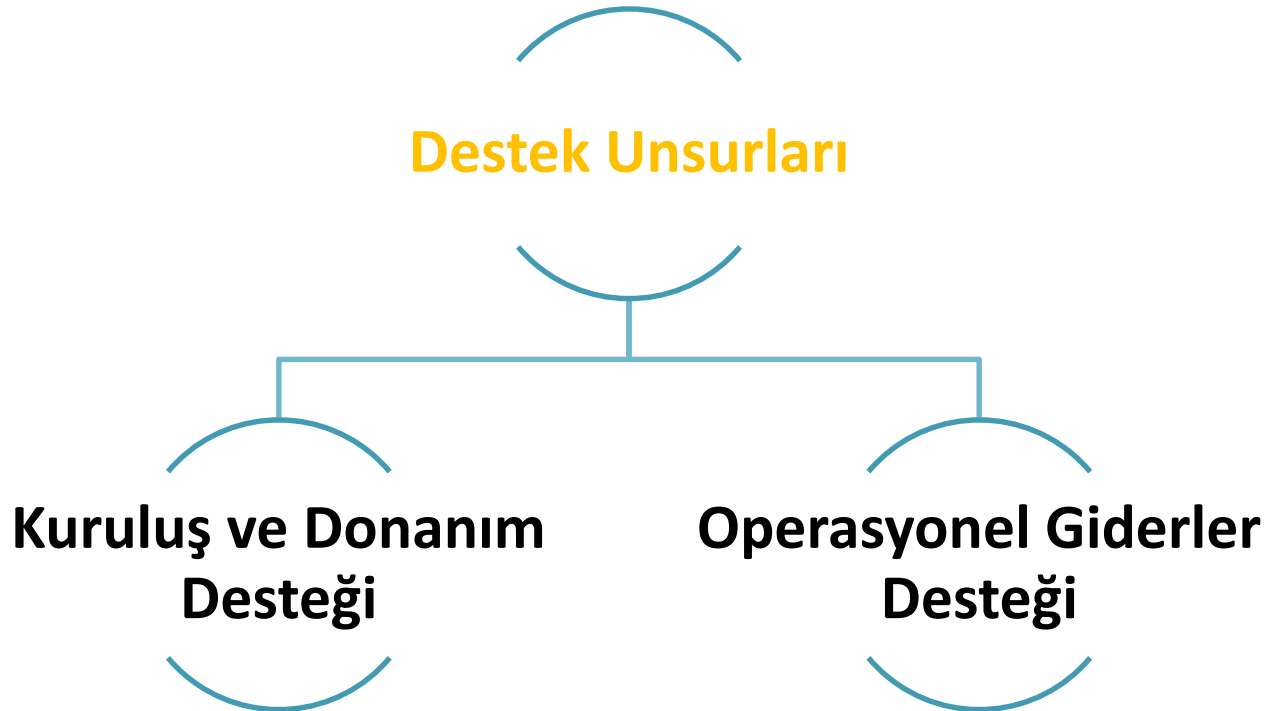 Destek Unsurları
Kuruluş ve Donanım
Desteği
Operasyonel Giderler
Desteği